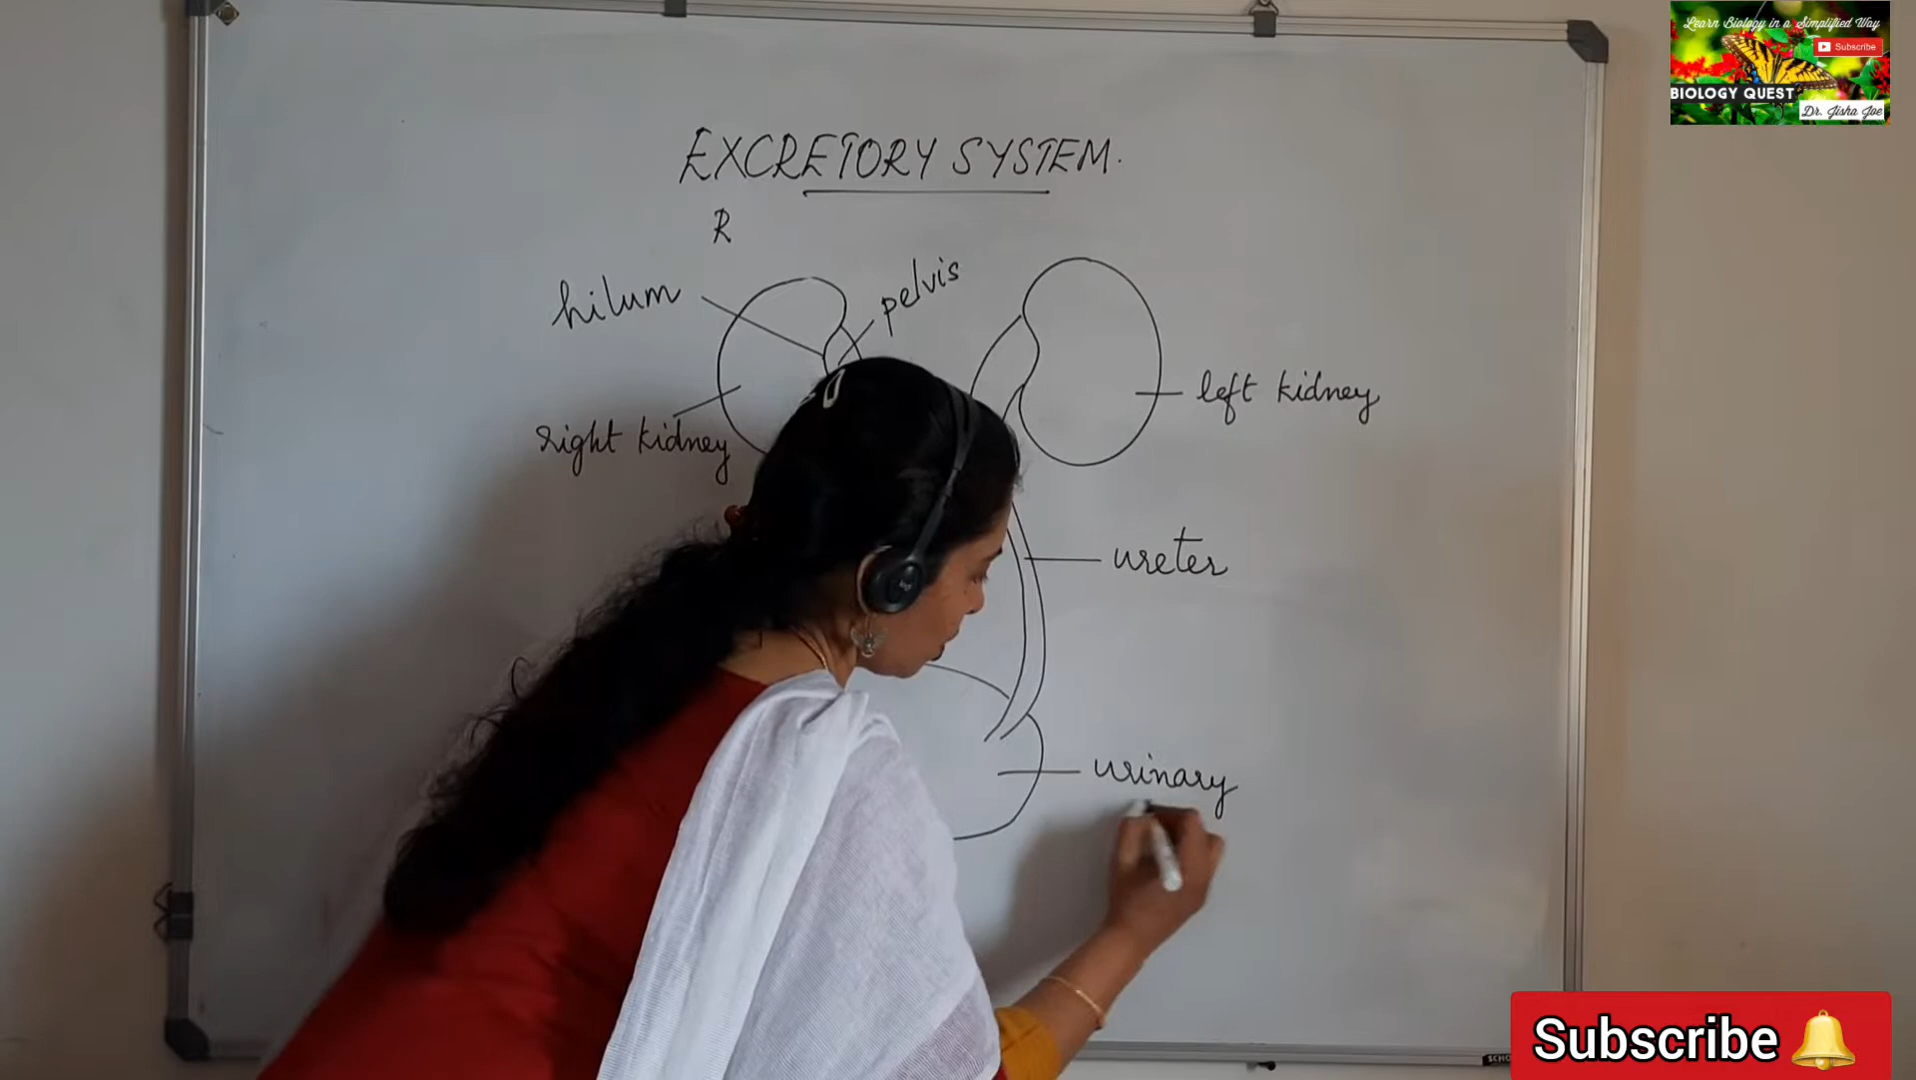 Learn Biology in a Simplified Way
Subscribe
BIOLOGY QUEST
Dr. Jisha Joe
EXCRETORY SYSTEM.
R
hilum
pelvis
right kidney
left kidney
ureter
urinary
Subscribe